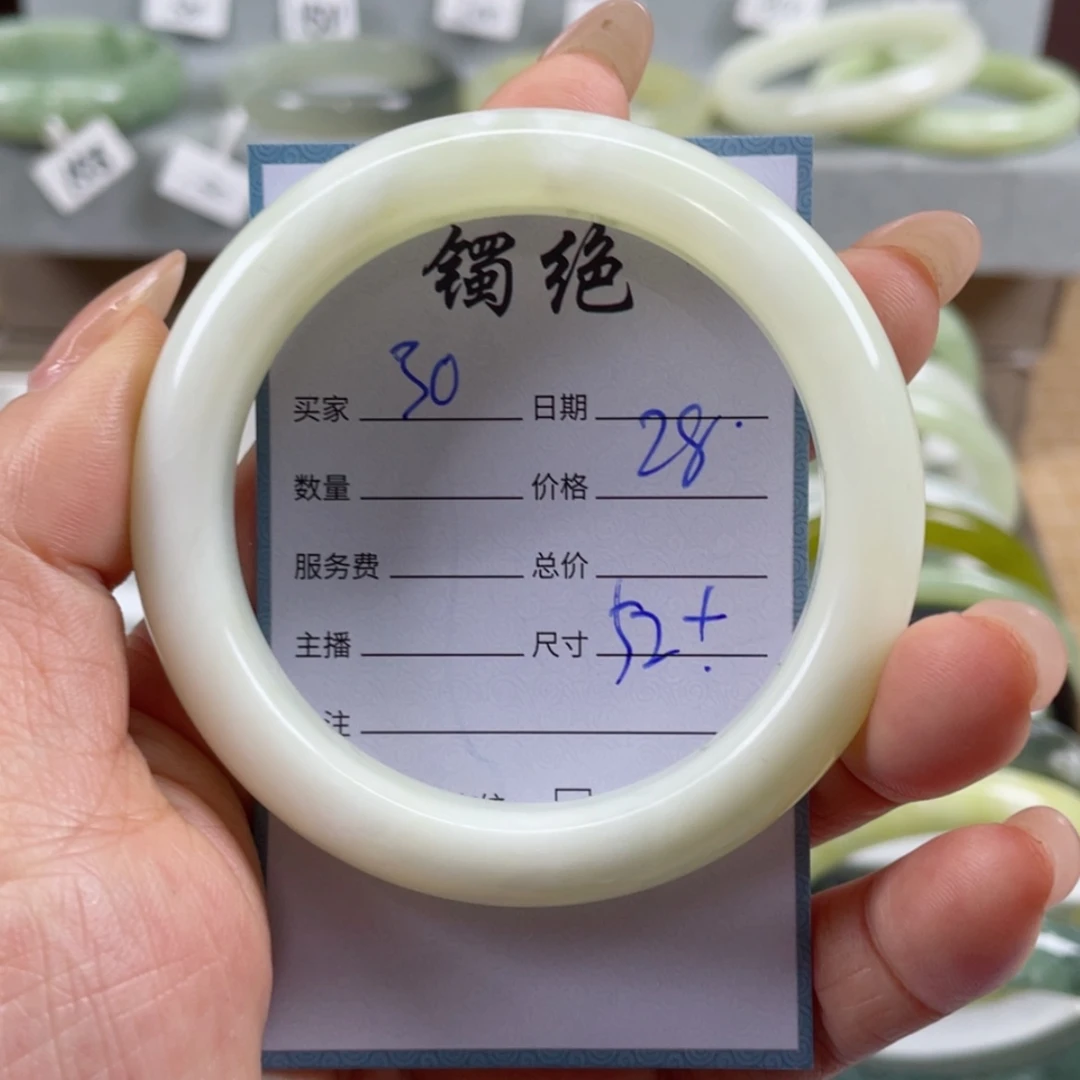 镯绝
买家 30 日期
数量 价格 28.
服务费 总价
主播 尺寸 52+
注